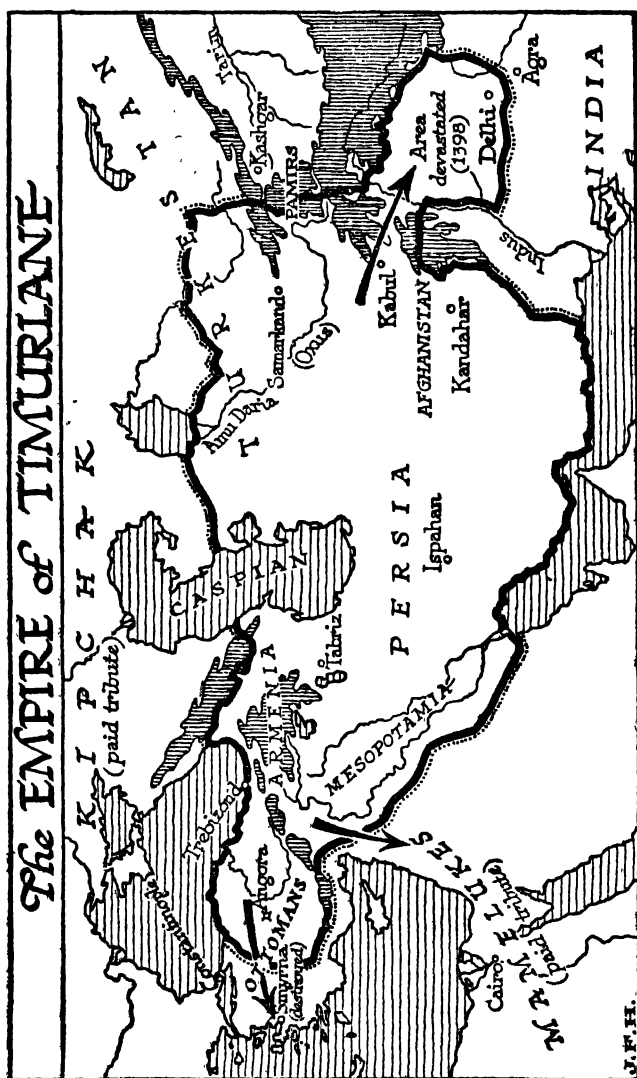 The EMPIRE of TIMURLANE
KIPCHAK
(paid tribute)
TURKESTAN
Tarim
Kashgar
PAMIRS
CASPIAN
Amu Daria
(Oxus)
Samarkand
Constantinople
Trebizond
Angora
OTTOMANS
Smyrna
(destroyed)
ARMENIA
Tabriz
MESOPOTAMIA
PERSIA
Ispahan
Kabul
AFGHANISTAN
Kandahar
Area
devastated
(1398)
Delhi
Agra
Indus
INDIA
MAMELUKES
(paid tribute)
Cairo
J.F.H.